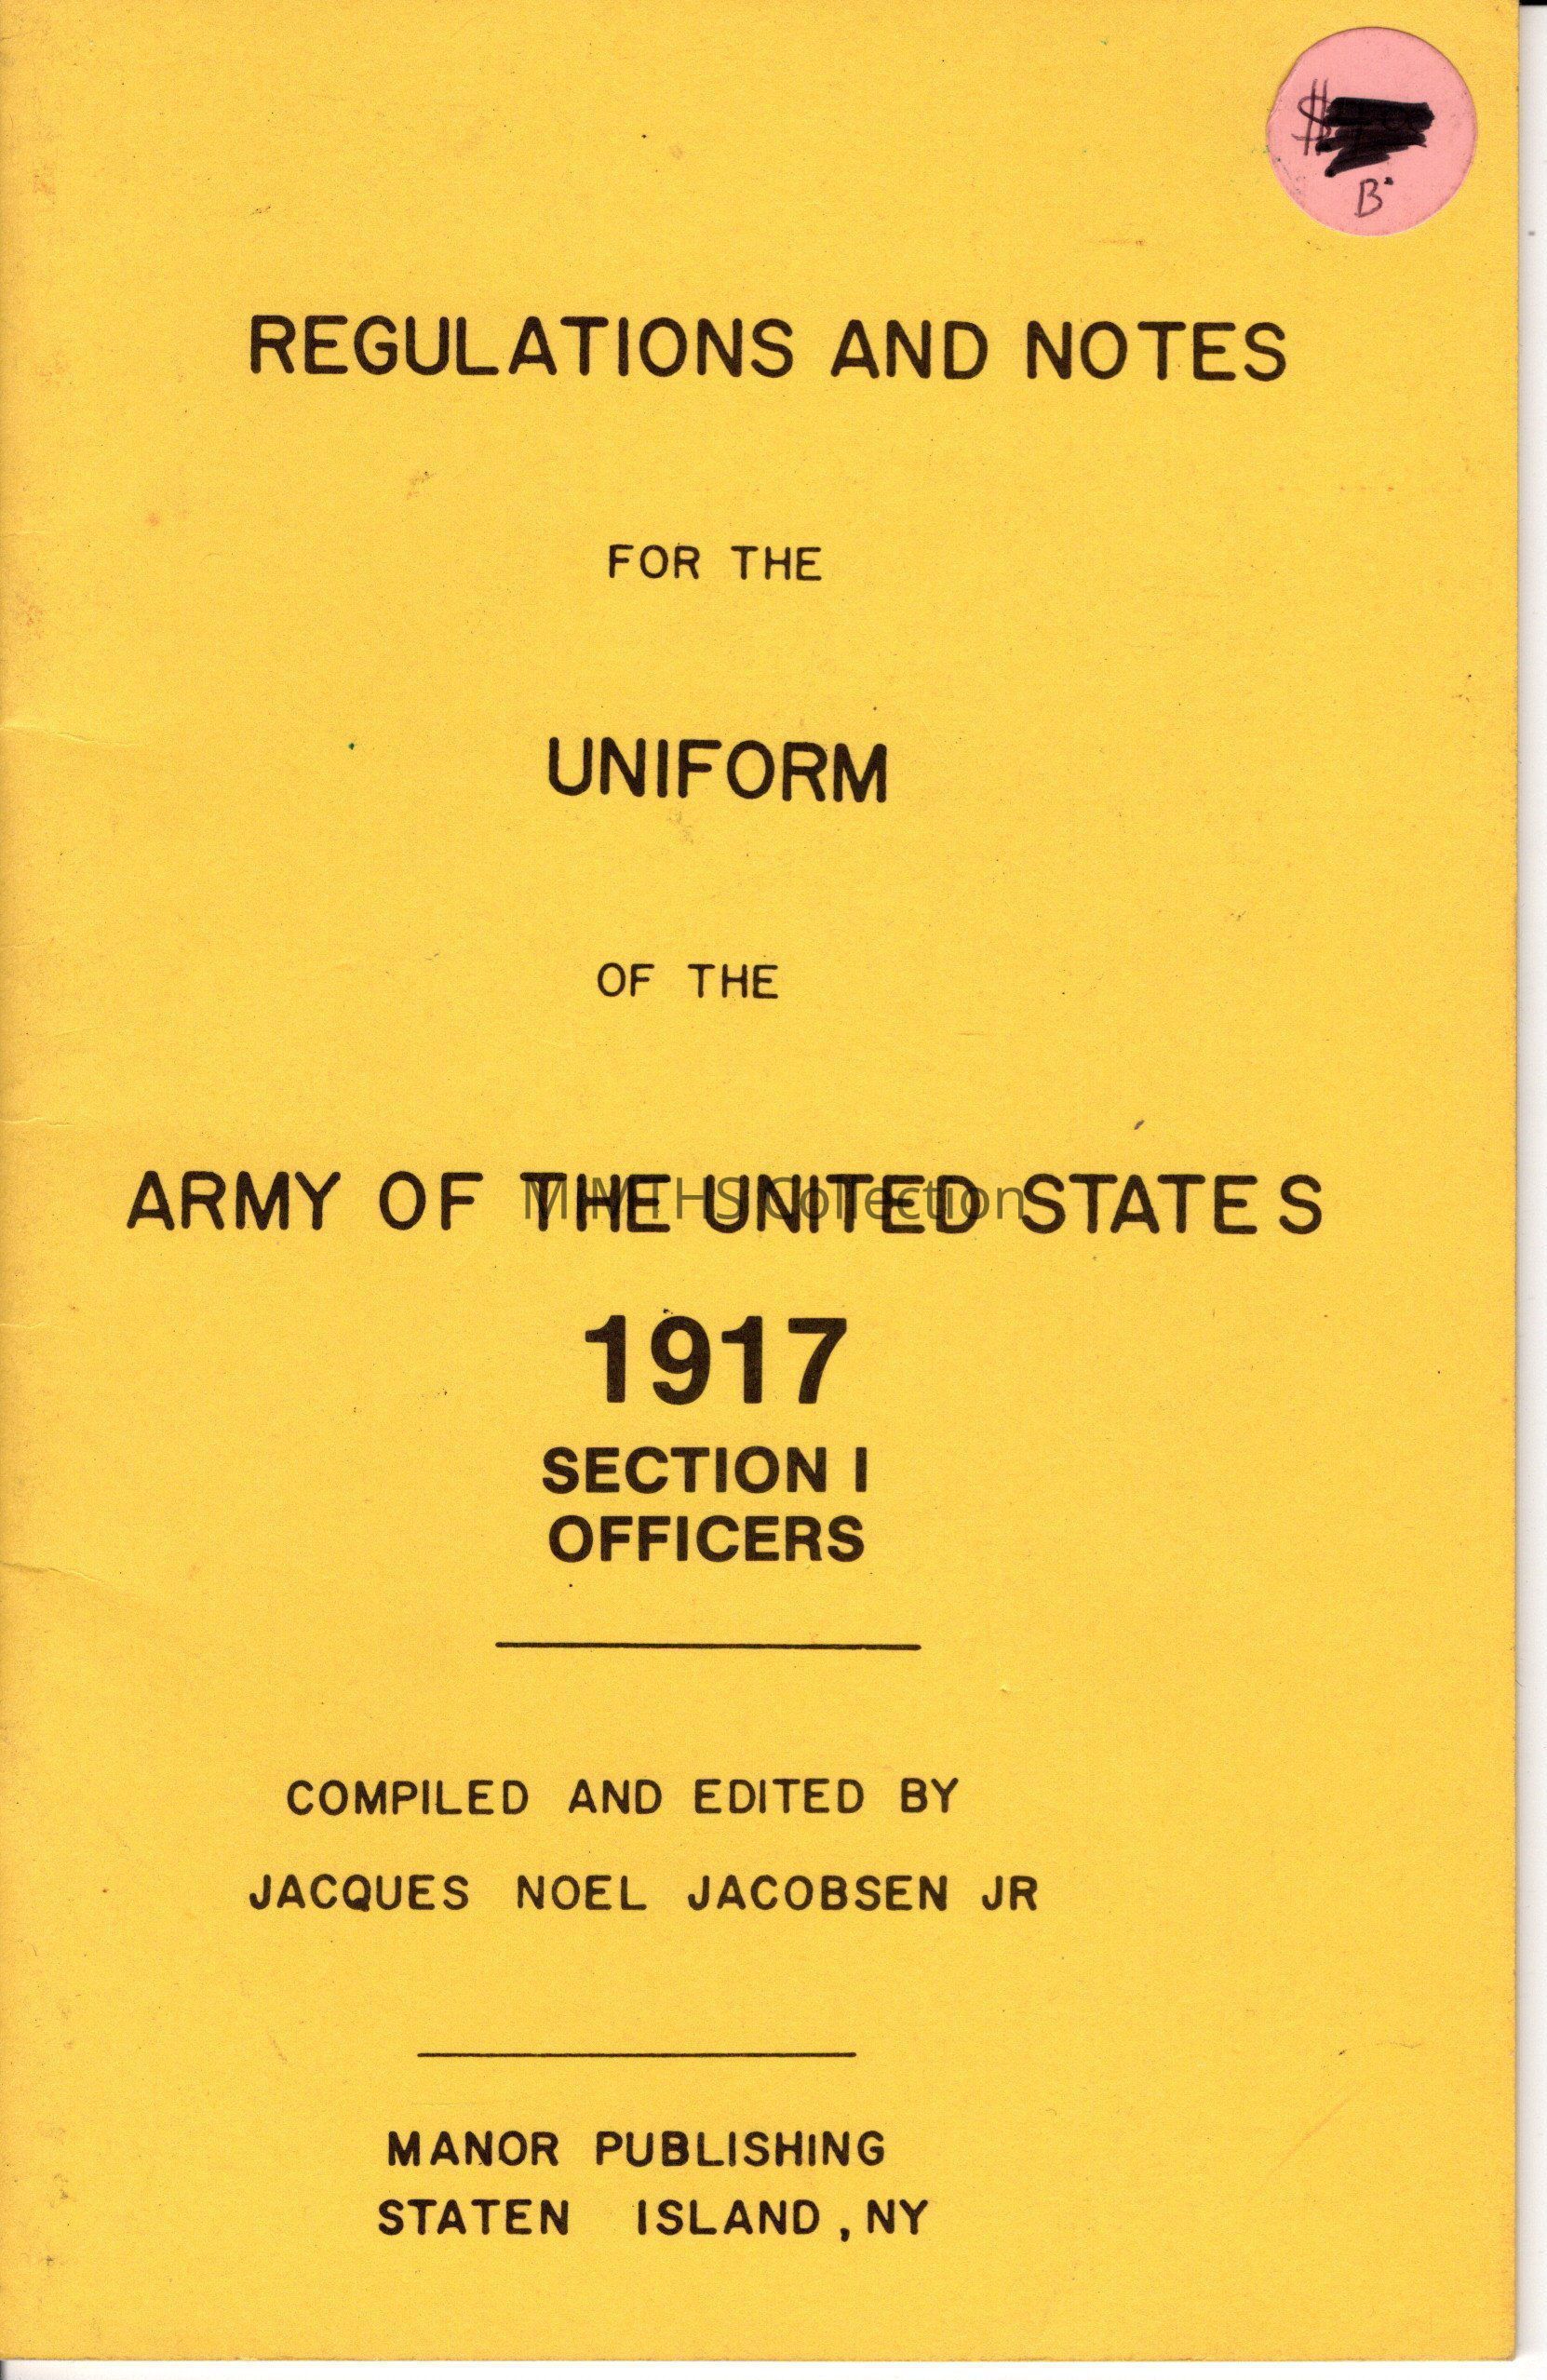 $
B.
REGULATIONS AND NOTES
FOR THE
UNIFORM
OF THE
ARMY OF THE UNITED STATES
Collection
1917
SECTION I
OFFICERS
COMPILED AND EDITED BY
JACQUES NOEL JACOBSEN JR
MANOR PUBLISHING
STATEN ISLAND, NY